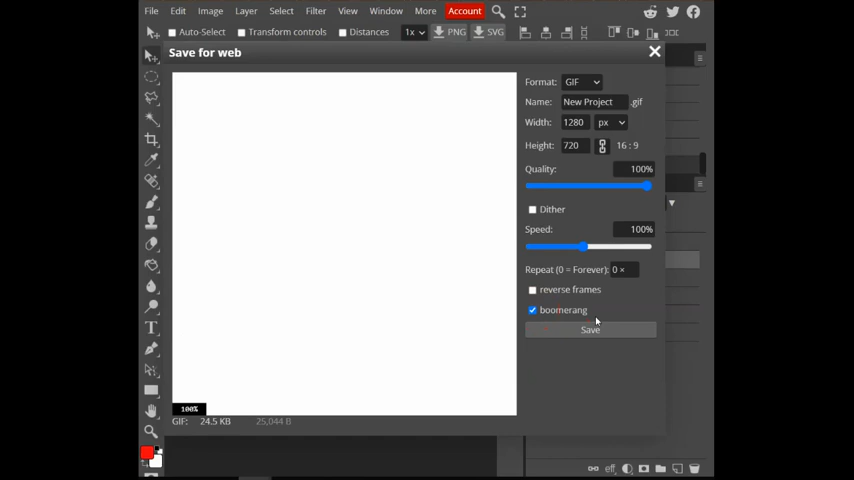 File Edit Image Layer Select Filter View Window More Account
Auto-Select Transform controls Distances 1x PNG SVG
Save for web
Format: GIF
Name: New Project .gif
Width: 1280 px
Height: 720 16 : 9
Quality: 100%
Dither
Speed: 100%
Repeat (0 = Forever): 0 ×
reverse frames
boomerang
Save
100%
GIF: 24.5 KB 25,044 B
eff